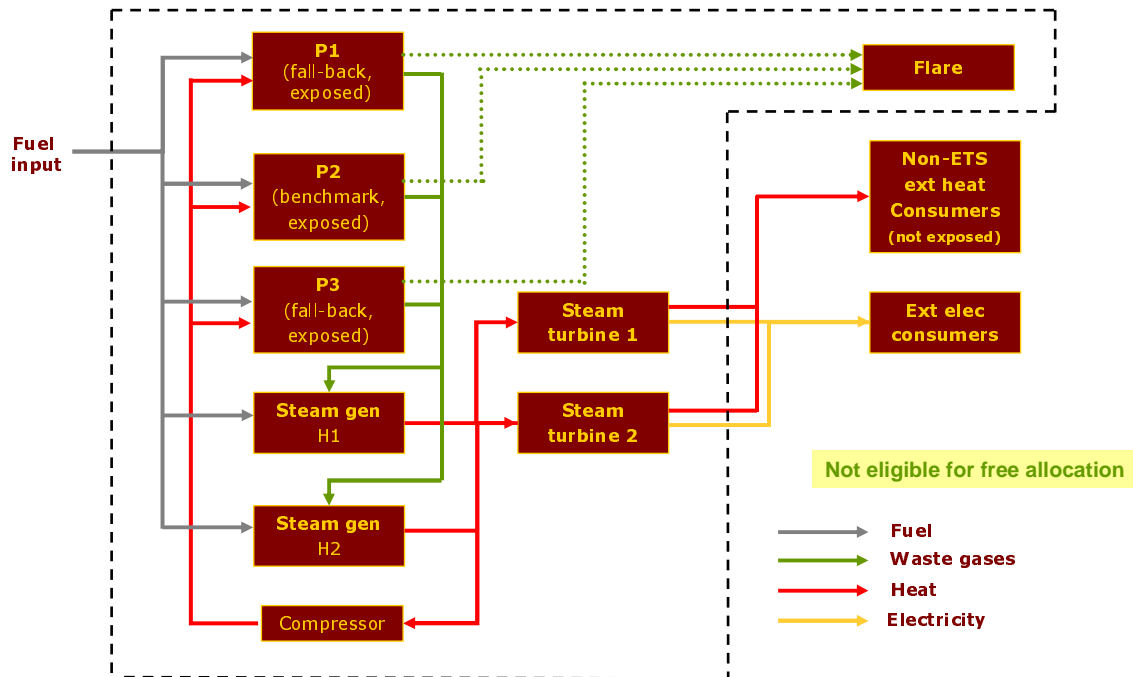 P1
(fall-back,
exposed)
Flare
Fuel
input
P2
(benchmark,
exposed)
Non-ETS
ext heat
Consumers
(not exposed)
P3
(fall-back,
exposed)
Steam
turbine 1
Ext elec
consumers
Steam gen
H1
Steam
turbine 2
Not eligible for free allocation
Steam gen
H2
Fuel
Waste gases
Heat
Electricity
Compressor